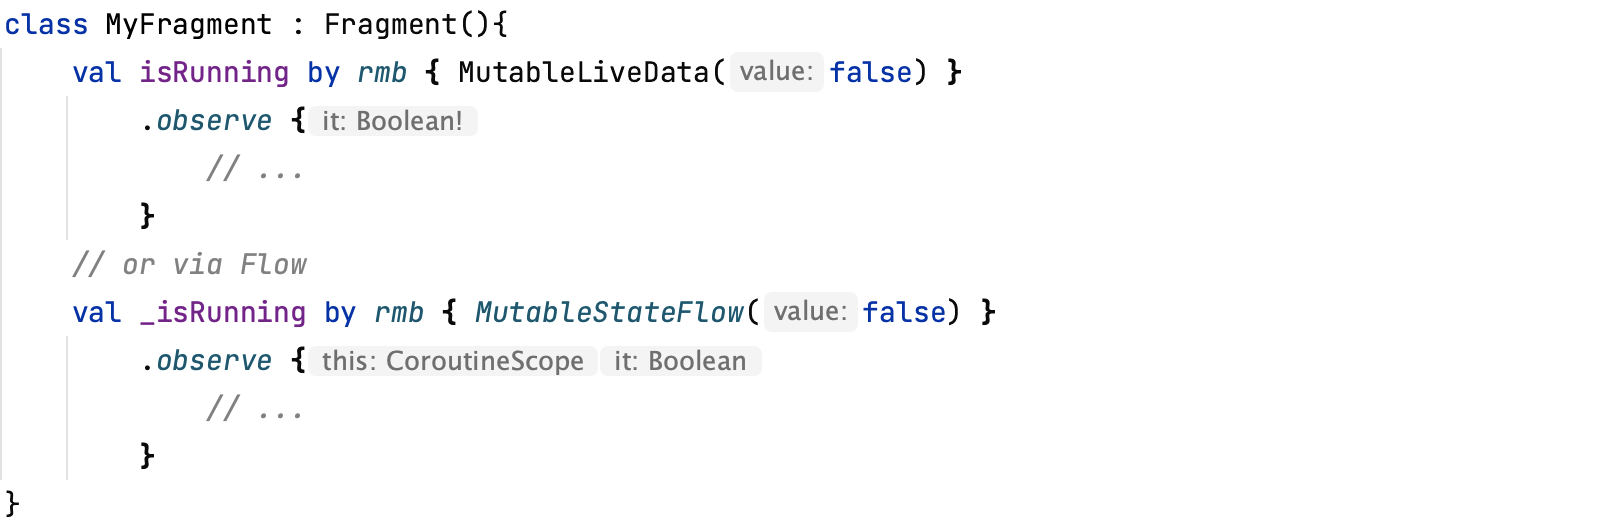 class MyFragment : Fragment(){
    val isRunning by rmb { MutableLiveData( value: false) }
        .observe { it: Boolean!
            // ...
        }
    // or via Flow
    val _isRunning by rmb { MutableStateFlow( value: false) }
        .observe { this: CoroutineScope it: Boolean
            // ...
        }
}